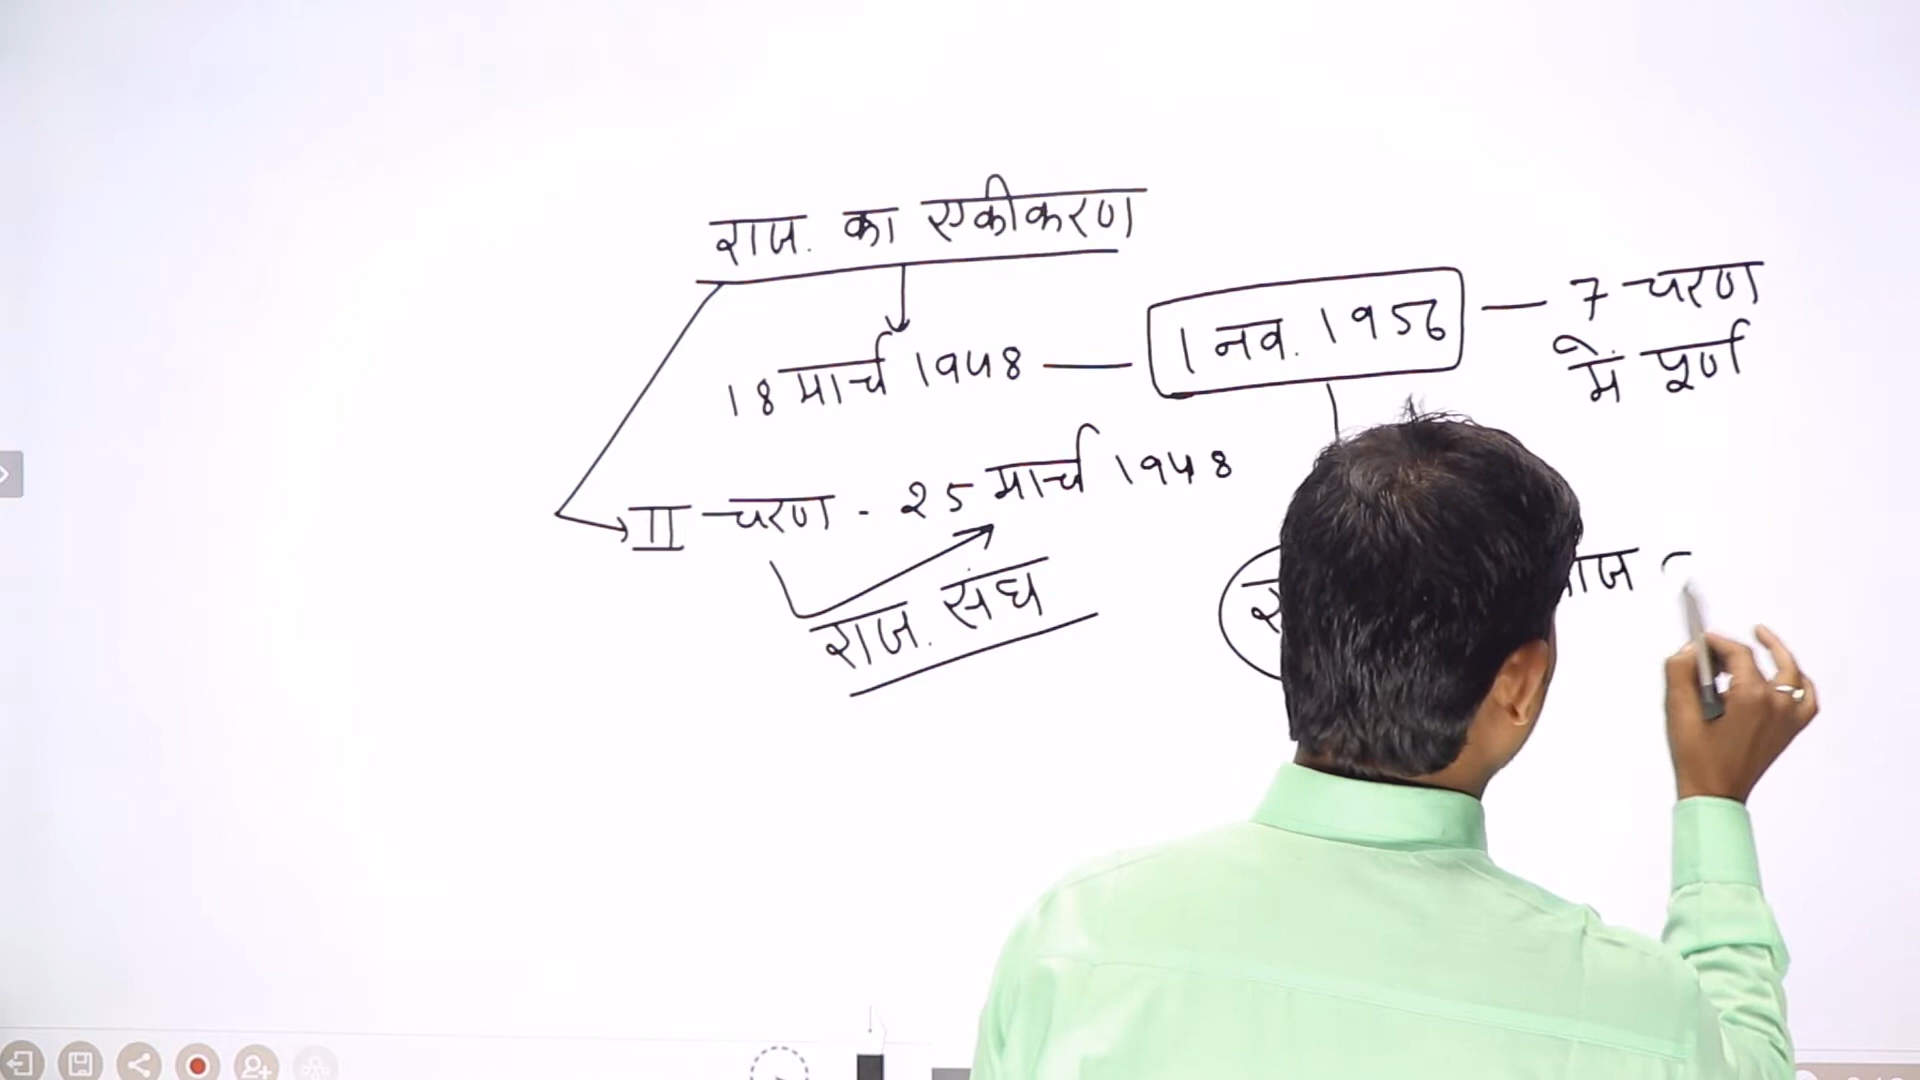 राज. का एकीकरण
18 मार्च 1948 — 1 नव. 1956 — 7 चरण
में पूर्ण
II चरण - 25 मार्च 1948
राज. संघ